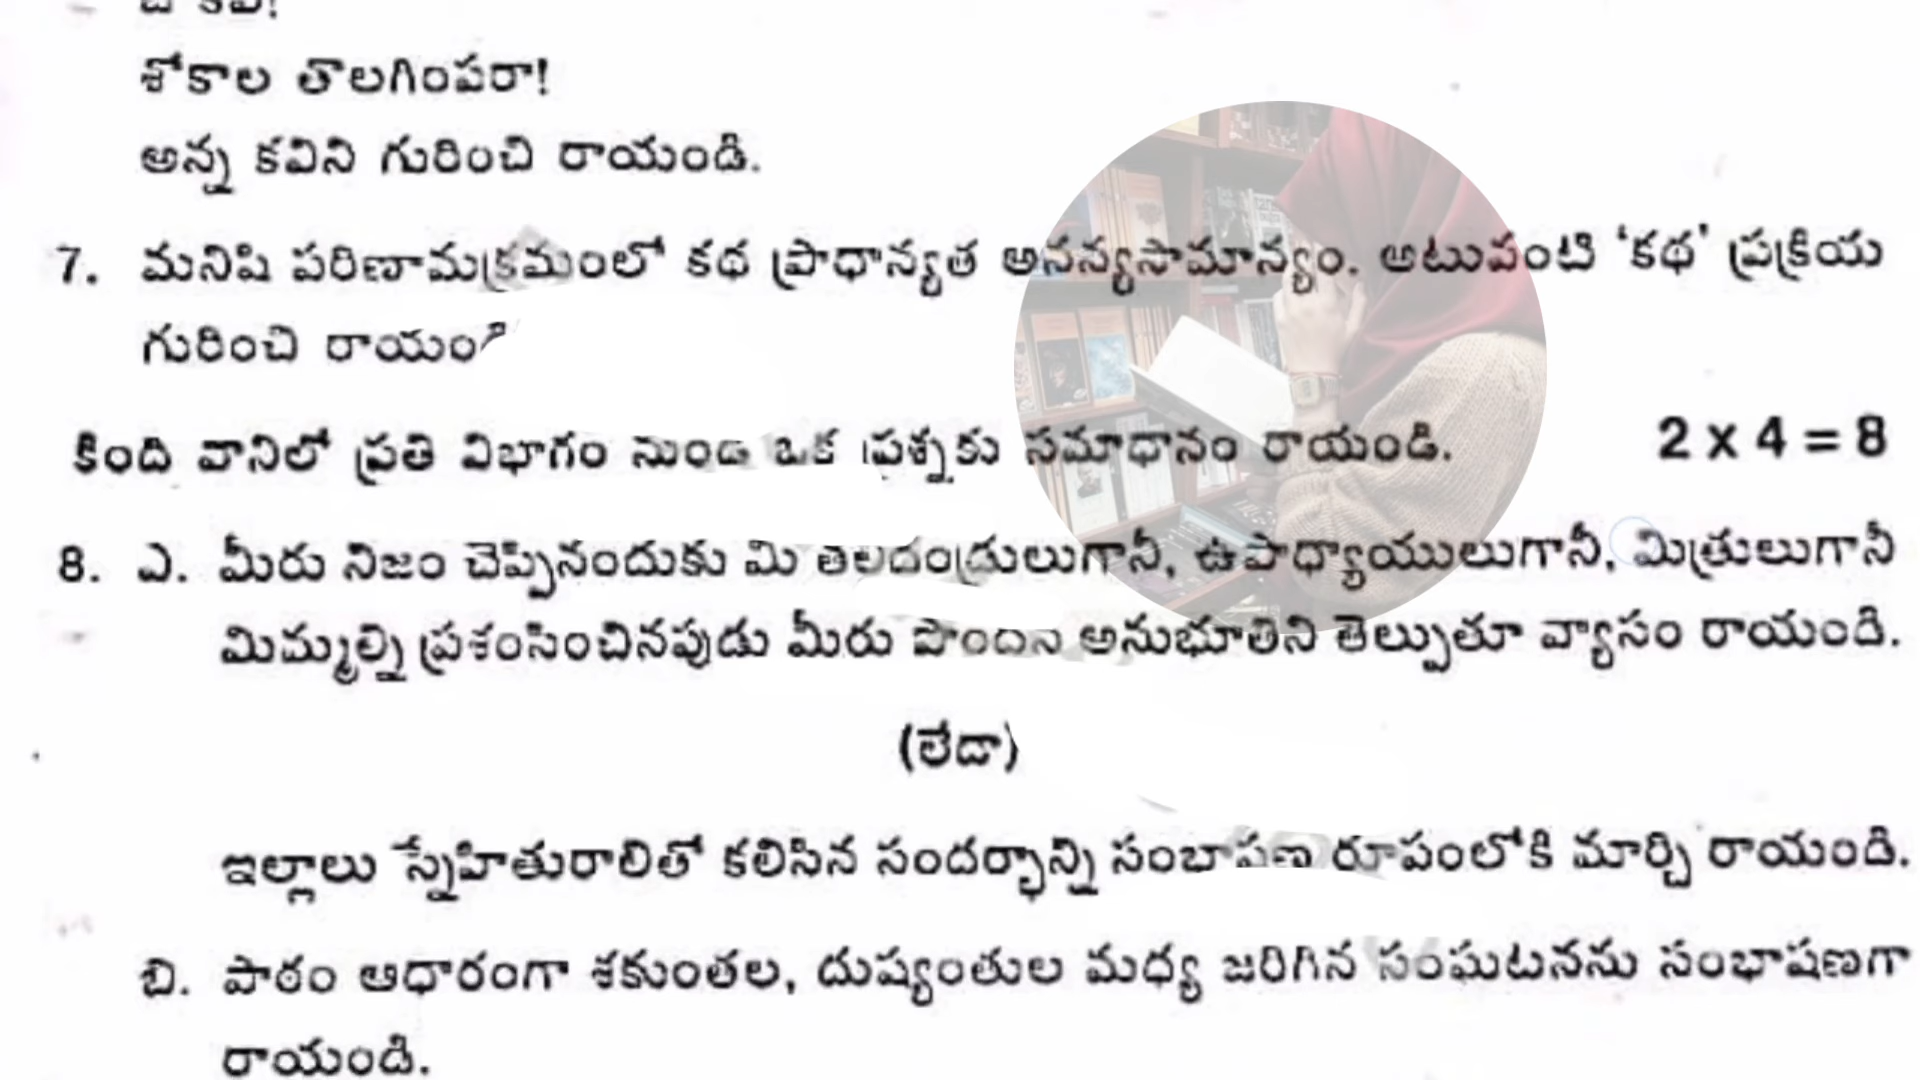 శోకాల తొలగింపరా!
అన్న కవిని గురించి రాయండి.
7. మనిషి పరిణామక్రమంలో కథ ప్రాధాన్యత అనన్యసామాన్యం. అటువంటి ‘కథ’ ప్రక్రియ
గురించి
కింది వానిలో ప్రతి విభాగం నుండి ఒక ప్రశ్నకు సమాధానం రాయండి. 2 x 4 = 8
8. ఎ. మీరు నిజం చెప్పినందుకు మీ తల్లిదండ్రులుగానీ, ఉపాధ్యాయులుగానీ, మిత్రులుగానీ
మిమ్మల్ని ప్రశంసించినపుడు మీరు పొందిన అనుభూతిని తెల్పుతూ వ్యాసం రాయండి.
(లేదా)
ఇల్లాలు స్నేహితురాలితో కలిసిన సందర్భాన్ని సంభాషణ రూపంలోకి మార్చి రాయండి.
బి. పాఠం ఆధారంగా శకుంతల, దుష్యంతుల మధ్య జరిగిన సంఘటనను సంభాషణగా
రాయండి.